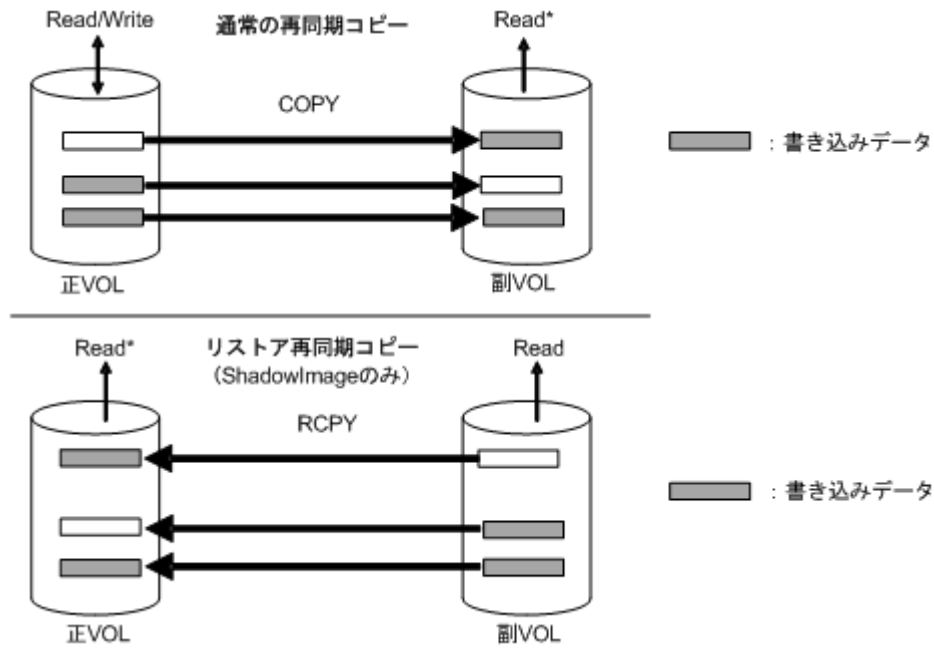 Read/Write
通常の再同期コピー
Read*
COPY
：書き込みデータ
正VOL
副VOL
Read*
リストア再同期コピー
Read
（ShadowImageのみ）
RCPY
：書き込みデータ
正VOL
副VOL